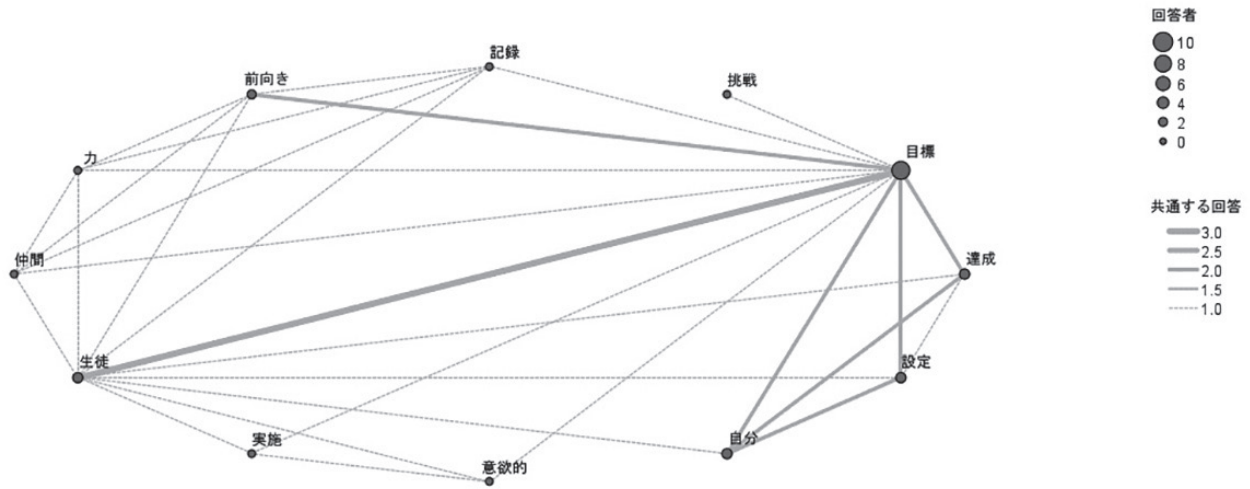 回答者
10
8
6
4
2
0
記録
前向き
挑戦
力
目標
共通する回答
3.0
2.5
2.0
1.5
1.0
仲間
達成
生徒
設定
実施
自分
意欲的